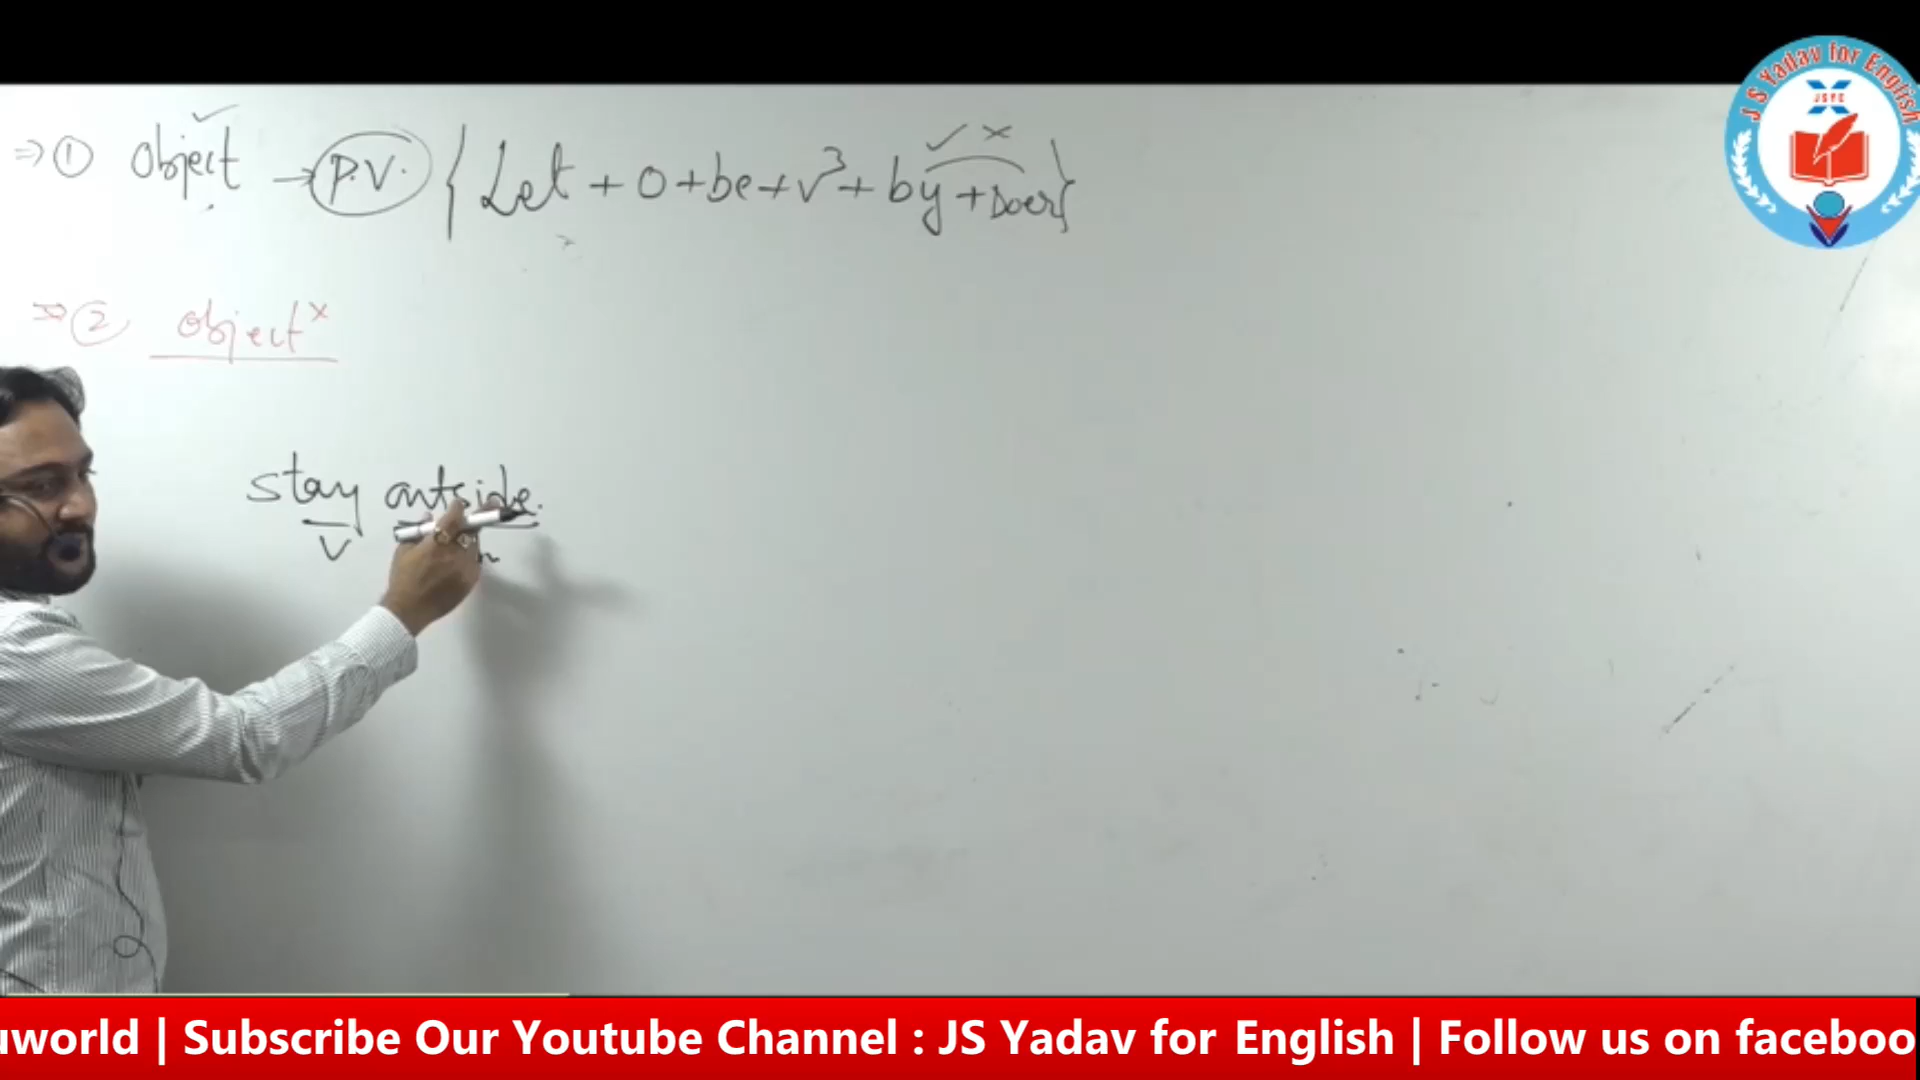 ⇒ ① Object ✓ → P.V. { Let + O + be + V³ + by + Doer } ✓ ×
⇒ ② Object ×
stay outside.
V
J S Yadav for English
JSYE
uworld | Subscribe Our Youtube Channel : JS Yadav for English | Follow us on faceboo